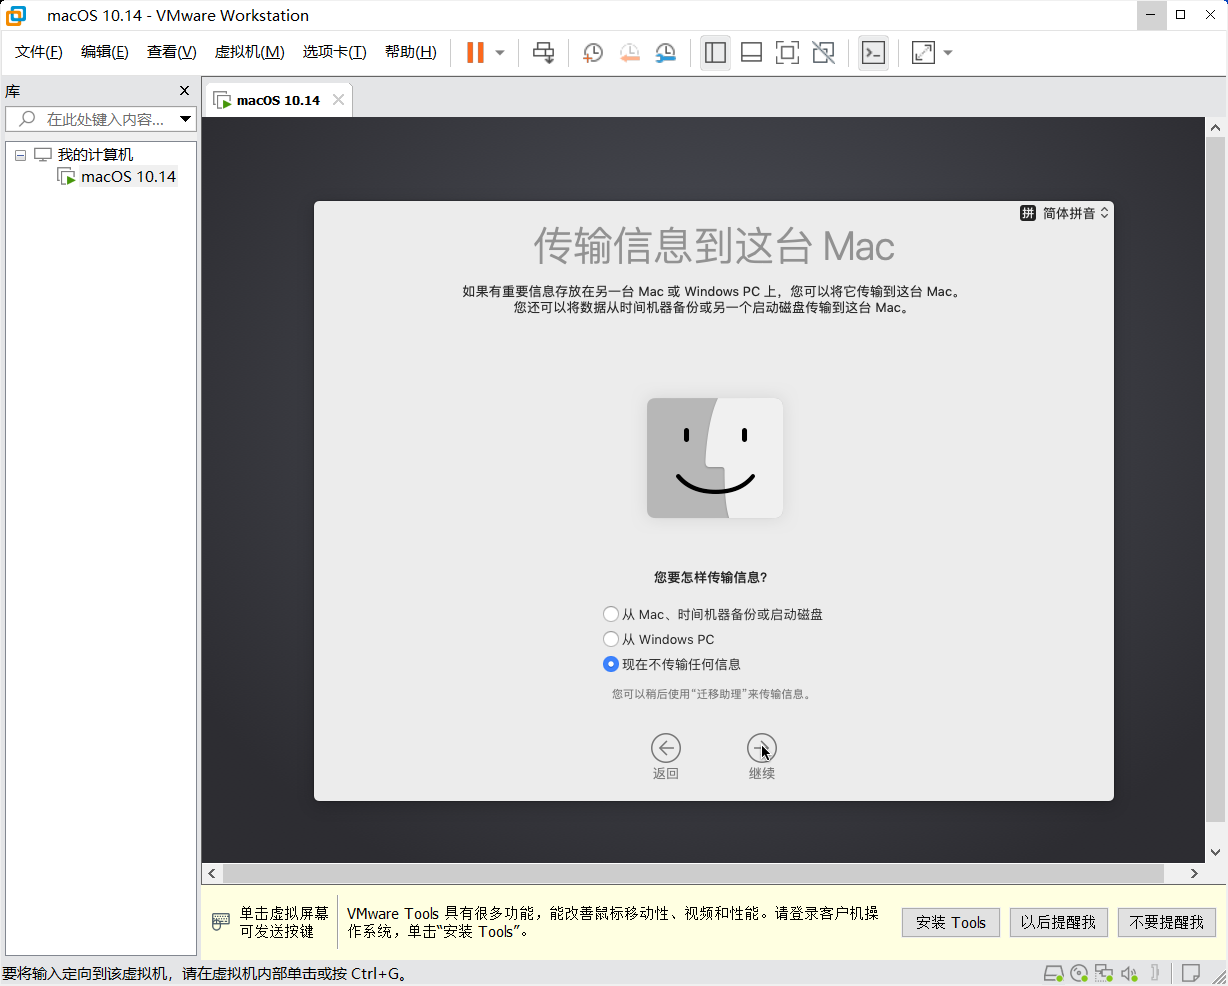 macOS 10.14 - VMware Workstation
文件(F) 编辑(E) 查看(V) 虚拟机(M) 选项卡(T) 帮助(H)
库
在此处键入内容...
我的计算机
macOS 10.14
macOS 10.14
拼 简体拼音
传输信息到这台 Mac
如果有重要信息存放在另一台 Mac 或 Windows PC 上，您可以将它传输到这台 Mac。
您还可以将数据从时间机器备份或另一个启动磁盘传输到这台 Mac。
您要怎样传输信息?
从 Mac、时间机器备份或启动磁盘
从 Windows PC
现在不传输任何信息
您可以稍后使用“迁移助理”来传输信息。
返回
继续
单击虚拟屏幕
可发送按键
VMware Tools 具有很多功能，能改善鼠标移动性、视频和性能。请登录客户机操
作系统，单击“安装 Tools”。
安装 Tools
以后提醒我
不要提醒我
要将输入定向到该虚拟机，请在虚拟机内部单击或按 Ctrl+G。